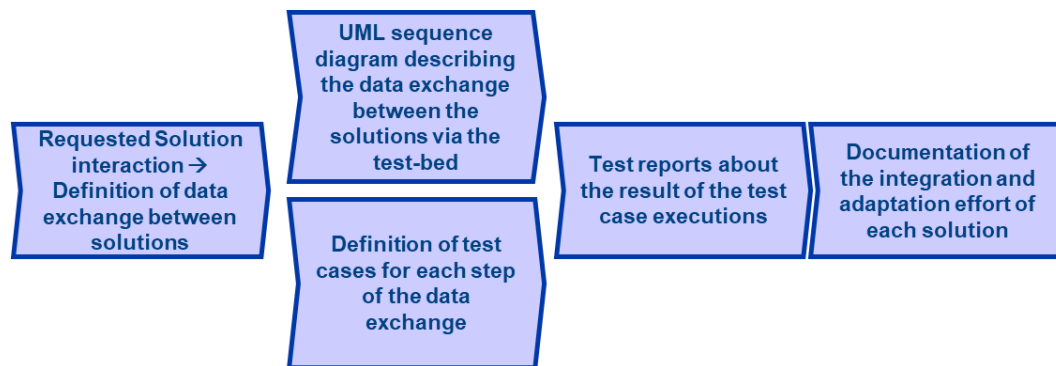 Requested Solution
interaction →
Definition of data
exchange between
solutions
UML sequence
diagram describing
the data exchange
between the
solutions via the
test-bed
Definition of test
cases for each step
of the data
exchange
Test reports about
the result of the test
case executions
Documentation of
the integration and
adaptation effort of
each solution